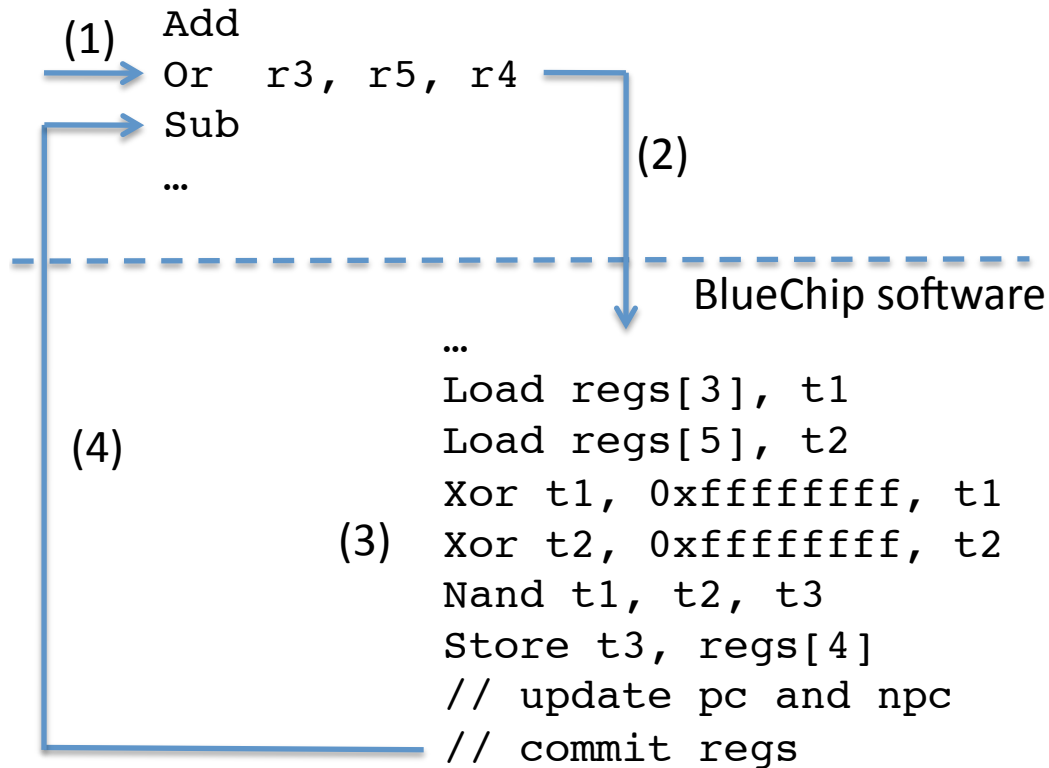 Add
(1)
Or r3, r5, r4
Sub
(2)
…
BlueChip software
…
Load regs[3], t1
Load regs[5], t2
(4)
Xor t1, 0xffffffff, t1
(3)
Xor t2, 0xffffffff, t2
Nand t1, t2, t3
Store t3, regs[4]
// update pc and npc
// commit regs